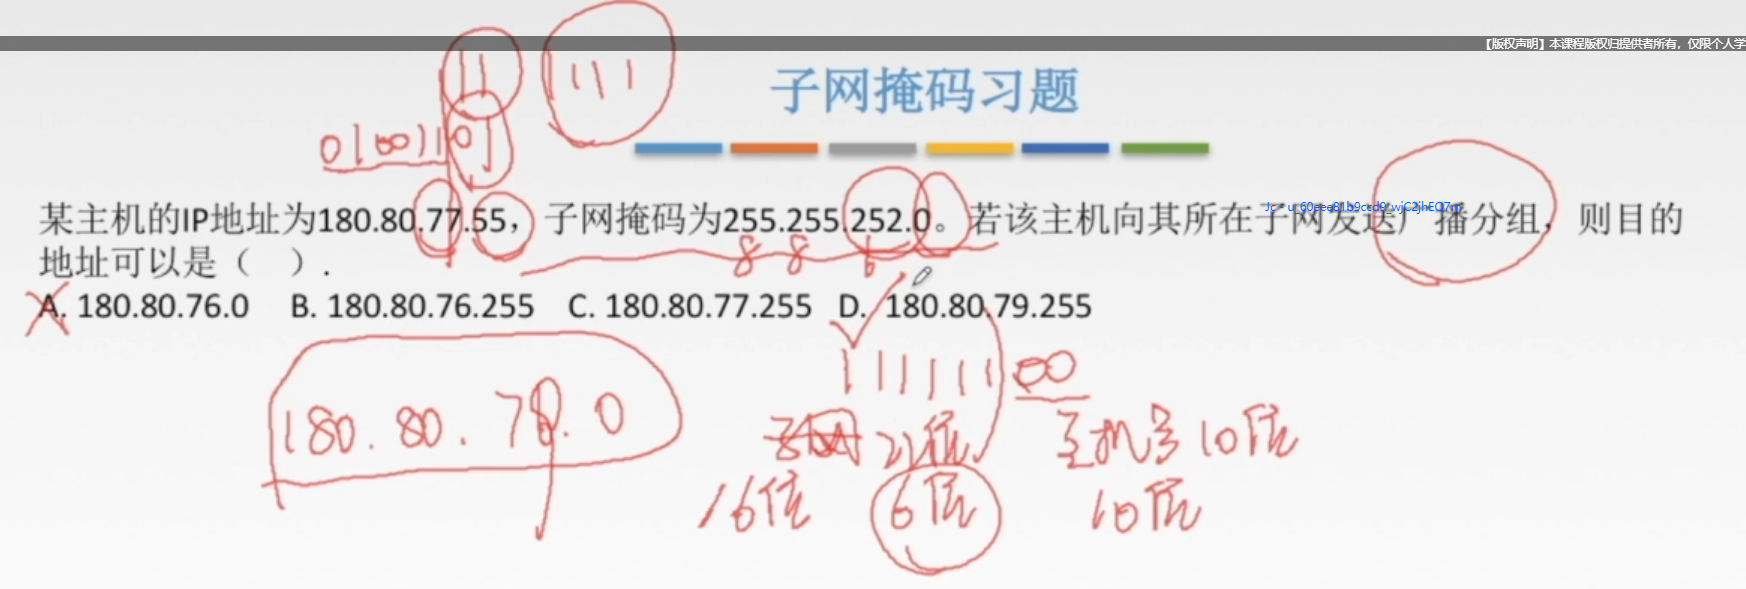 【版权声明】本课程版权归提供者所有，仅限个人学
11 111
子网掩码习题
01001101
某主机的IP地址为180.80.77.55，子网掩码为255.255.252.0。若该主机向其所在子网发送广播分组，则目的
8 8 6
地址可以是（ ）.
A. 180.80.76.0 B. 180.80.76.255 C. 180.80.77.255 D. 180.80.79.255
111111 00
180.80.78.0
22位 主机号10位
16位 6位 10位